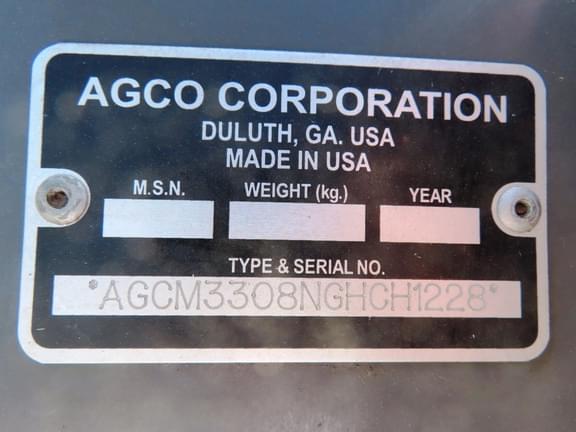 AGCO CORPORATION
DULUTH, GA. USA
MADE IN USA
M.S.N. WEIGHT (kg.) YEAR
TYPE & SERIAL NO.
*AGCM3308NGHCH1228*